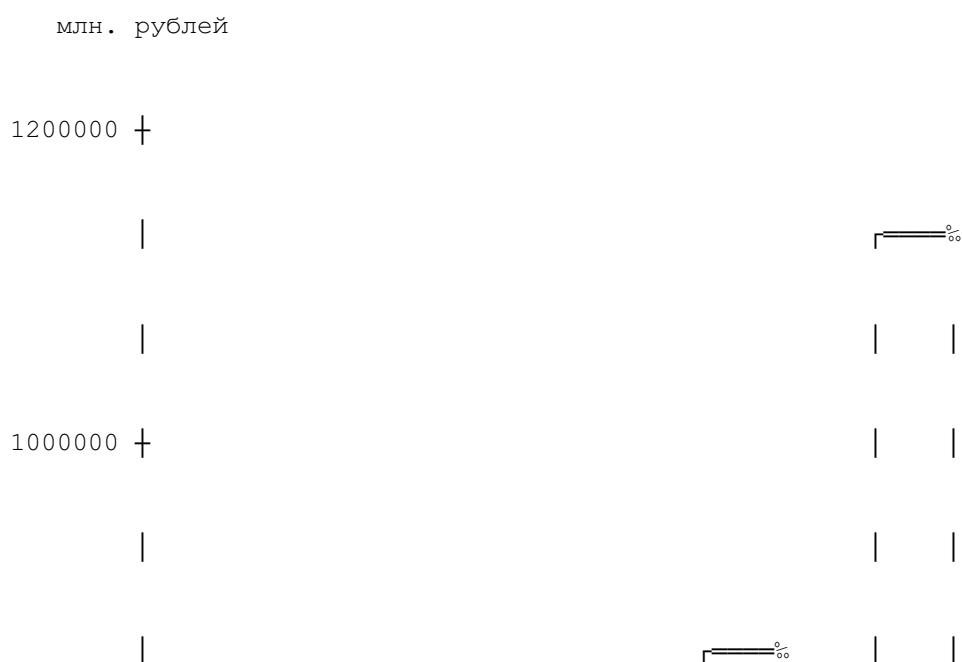 млн. рублей
1200000 ┼
│ ┌════‰
│ │ │
1000000 ┼ │ │
│ │ │
│ ┌════‰ │ │